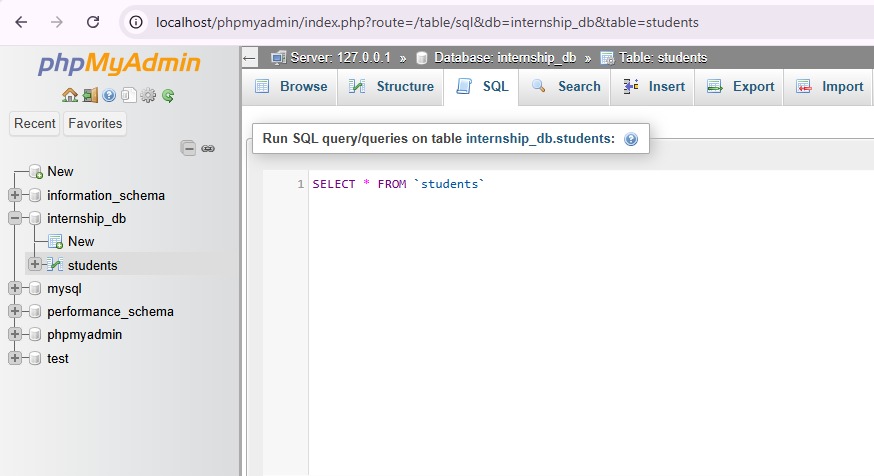 localhost/phpmyadmin/index.php?route=/table/sql&db=internship_db&table=students
phpMyAdmin
Recent Favorites
New
information_schema
internship_db
New
students
mysql
performance_schema
phpmyadmin
test
Server: 127.0.0.1 » Database: internship_db » Table: students
Browse Structure SQL Search Insert Export Import
Run SQL query/queries on table internship_db.students:
1 SELECT * FROM `students`